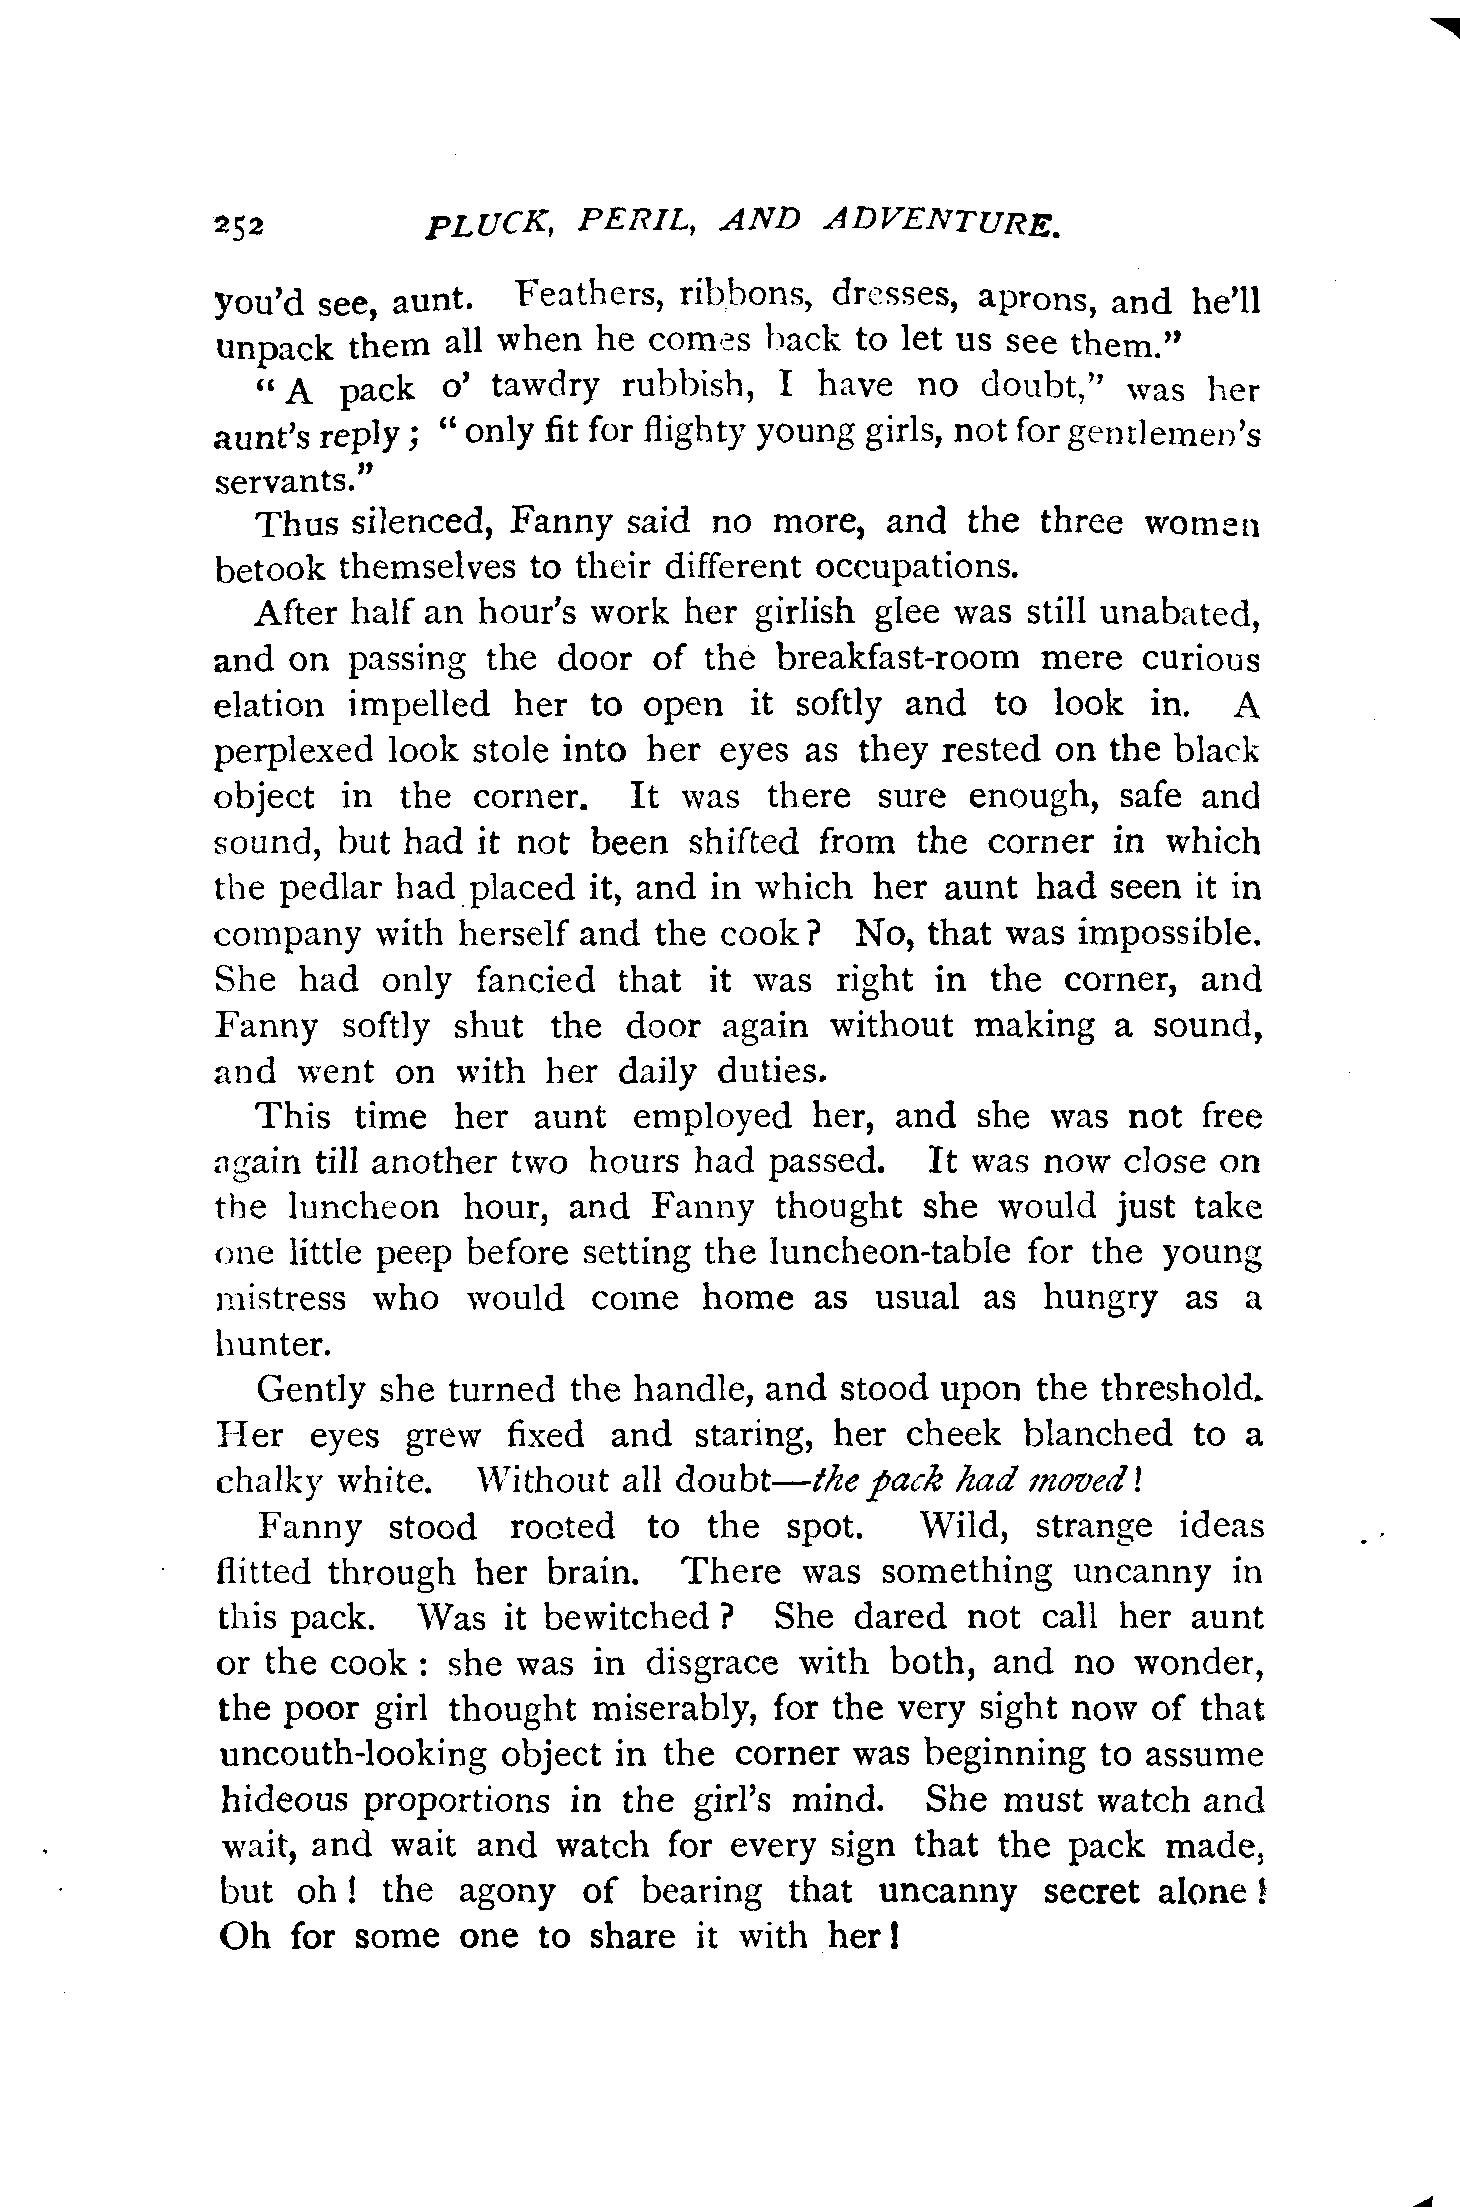 252 PLUCK, PERIL, AND ADVENTURE.
you'd see, aunt. Feathers, ribbons, dresses, aprons, and he'll
unpack them all when he comes back to let us see them."
"A pack o' tawdry rubbish, I have no doubt," was her
aunt's reply; "only fit for flighty young girls, not for gentlemen's
servants."
Thus silenced, Fanny said no more, and the three women
betook themselves to their different occupations.
After half an hour's work her girlish glee was still unabated,
and on passing the door of the breakfast-room mere curious
elation impelled her to open it softly and to look in. A
perplexed look stole into her eyes as they rested on the black
object in the corner. It was there sure enough, safe and
sound, but had it not been shifted from the corner in which
the pedlar had placed it, and in which her aunt had seen it in
company with herself and the cook? No, that was impossible.
She had only fancied that it was right in the corner, and
Fanny softly shut the door again without making a sound,
and went on with her daily duties.
This time her aunt employed her, and she was not free
again till another two hours had passed. It was now close on
the luncheon hour, and Fanny thought she would just take
one little peep before setting the luncheon-table for the young
mistress who would come home as usual as hungry as a
hunter.
Gently she turned the handle, and stood upon the threshold.
Her eyes grew fixed and staring, her cheek blanched to a
chalky white. Without all doubt—the pack had moved!
Fanny stood rooted to the spot. Wild, strange ideas
flitted through her brain. There was something uncanny in
this pack. Was it bewitched? She dared not call her aunt
or the cook: she was in disgrace with both, and no wonder,
the poor girl thought miserably, for the very sight now of that
uncouth-looking object in the corner was beginning to assume
hideous proportions in the girl's mind. She must watch and
wait, and wait and watch for every sign that the pack made,
but oh! the agony of bearing that uncanny secret alone!
Oh for some one to share it with her!